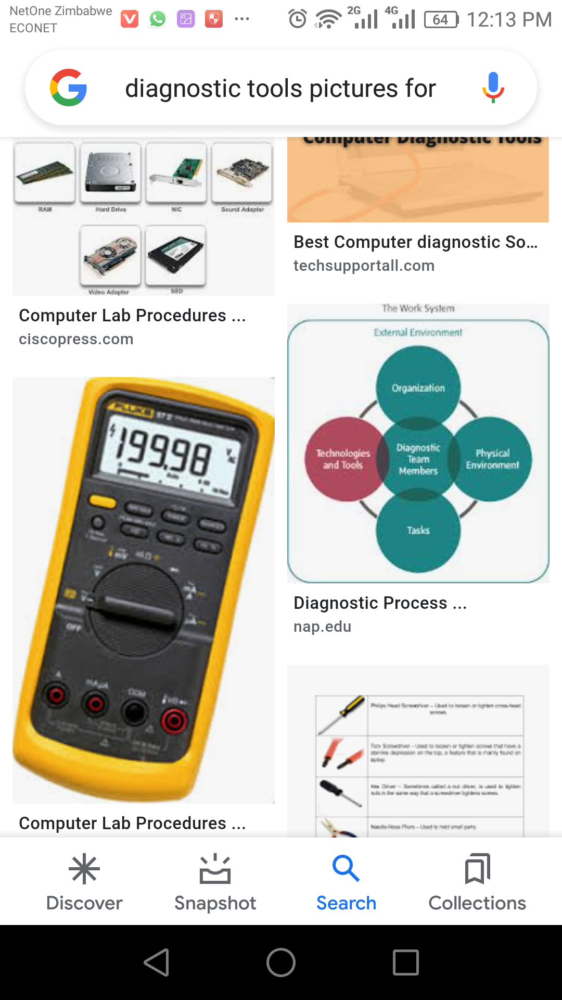 NetOne Zimbabwe
ECONET
2G
4G
64
12:13 PM
diagnostic tools pictures for
RAM
Hard Drive
NIC
Sound Adapter
Video Adapter
SSD
Computer Lab Procedures ...
ciscopress.com
Computer Diagnostic Tools
Best Computer diagnostic So...
techsupportall.com
The Work System
External Environment
Organization
Technologies
and Tools
Diagnostic
Team
Members
Physical
Environment
Tasks
Diagnostic Process ...
nap.edu
FLUKE
199.98
OFF
A
mAµA
COM
Computer Lab Procedures ...
Philips Head Screwdriver – Used to loosen or tighten cross-head
screws.
Torx Screwdriver - Used to loosen or tighten screws that have a
star-like depression on the top, a feature that is mainly found on
laptop.
Hex Driver – Sometimes called a nut driver, is used to tighten
nuts in the same way that a screwdriver tightens screws.
Needle-Nose Pliers – Used to hold small parts.
Discover
Snapshot
Search
Collections